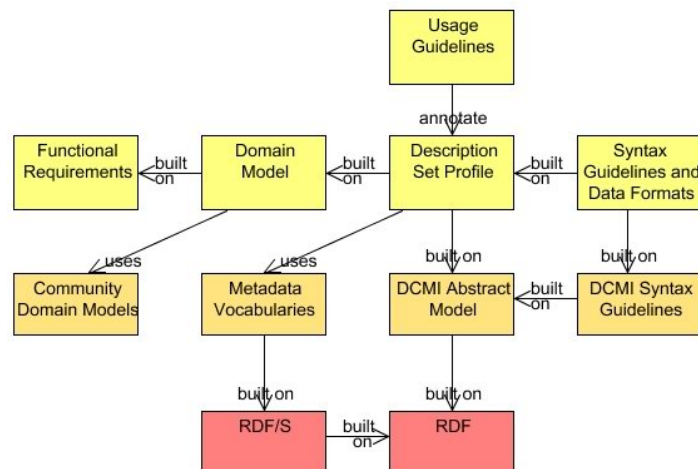 Usage
Guidelines
annotate
Functional
Requirements
built
on
Domain
Model
built
on
Description
Set Profile
built
on
Syntax
Guidelines and
Data Formats
uses
uses
built on
built on
Community
Domain Models
Metadata
Vocabularies
DCMI Abstract
Model
built
on
DCMI Syntax
Guidelines
built on
built on
RDF/S
built
on
RDF